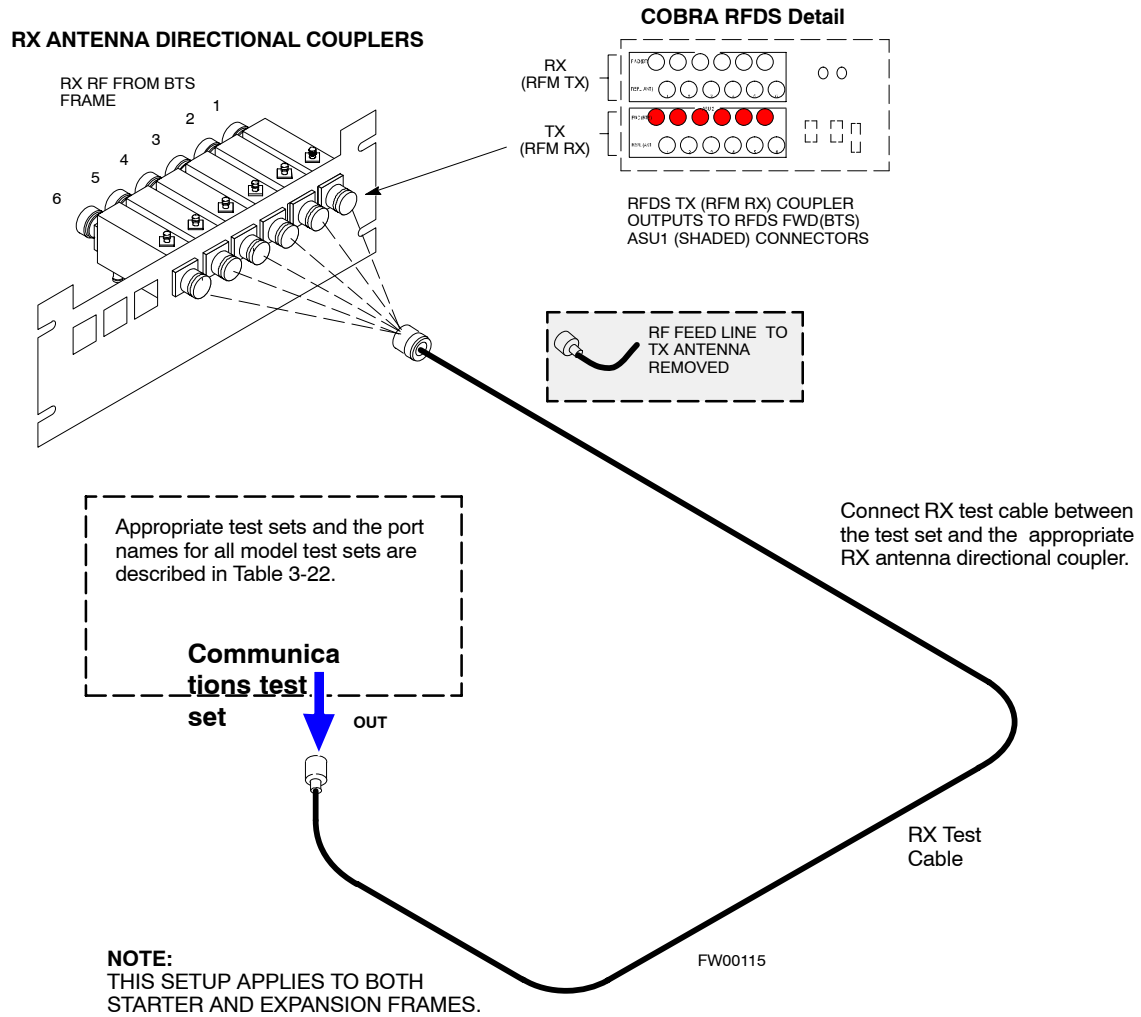 COBRA RFDS Detail
RX ANTENNA DIRECTIONAL COUPLERS
RX RF FROM BTS
FRAME
1
2
3
4
5
6
RX
(RFM TX)
TX
(RFM RX)
RFDS TX (RFM RX) COUPLER
OUTPUTS TO RFDS FWD(BTS)
ASU1 (SHADED) CONNECTORS
RF FEED LINE TO
TX ANTENNA
REMOVED
Appropriate test sets and the port
names for all model test sets are
described in Table 3-22.
Communica
tions test
set
OUT
Connect RX test cable between
the test set and the appropriate
RX antenna directional coupler.
RX Test
Cable
FW00115
NOTE:
THIS SETUP APPLIES TO BOTH
STARTER AND EXPANSION FRAMES.